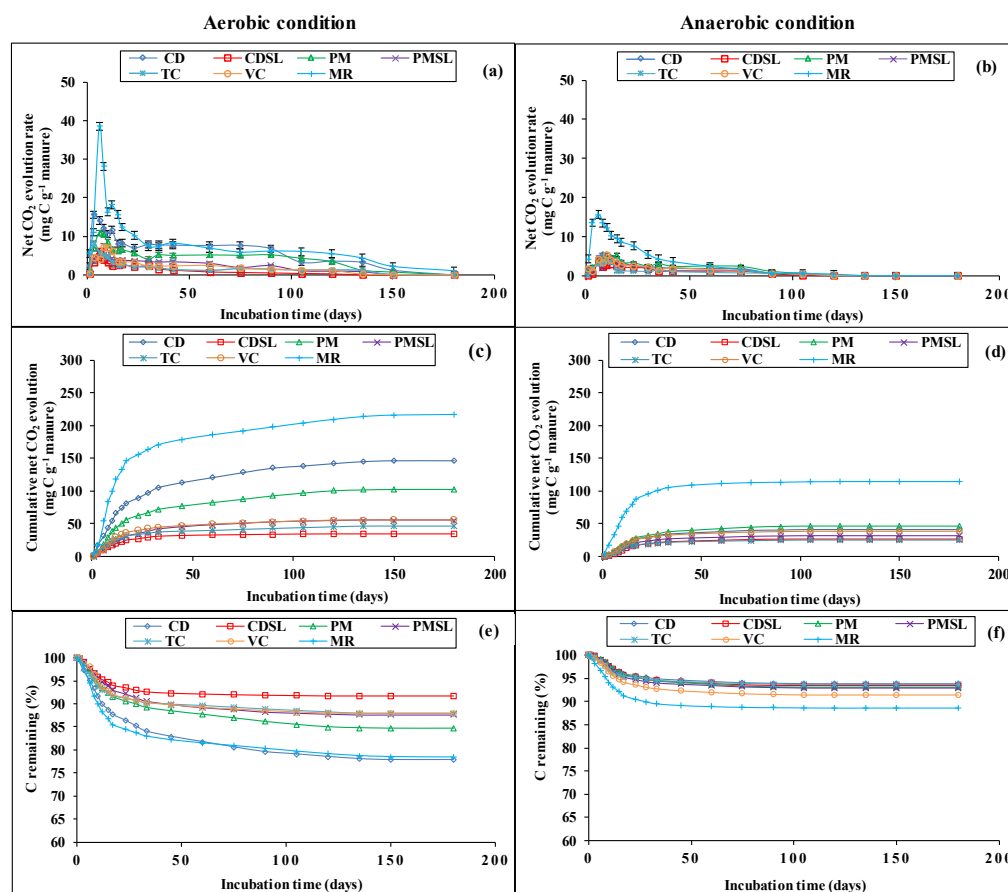 Aerobic condition
Anaerobic condition
CD CDSL PM PMSL
TC VC MR
(a)
50
40
30
20
10
0
0 50 100 150 200
Net CO2 evolution rate
(mg C g-1 manure)
Incubation time (days)
CD CDSL PM PMSL
TC VC MR
(b)
50
40
30
20
10
0
0 50 100 150 200
Net CO2 evolution rate
(mg C g-1 manure)
Incubation time (days)
CD CDSL PM PMSL
TC VC MR
(c)
300
250
200
150
100
50
0
0 50 100 150 200
Cumulative net CO2 evolution
(mg C g-1 manure)
Incubation time (days)
CD CDSL PM PMSL
TC VC MR
(d)
300
250
200
150
100
50
0
0 50 100 150 200
Cumulative net CO2 evolution
(mg C g-1 manure)
Incubation time (days)
CD CDSL PM PMSL
TC VC MR
(e)
100
95
90
85
80
75
70
65
60
0 50 100 150 200
C remaining (%)
Incubation time (days)
CD CDSL PM PMSL
TC VC MR
(f)
100
95
90
85
80
75
70
65
60
0 50 100 150 200
C remaining (%)
Incubation time (days)